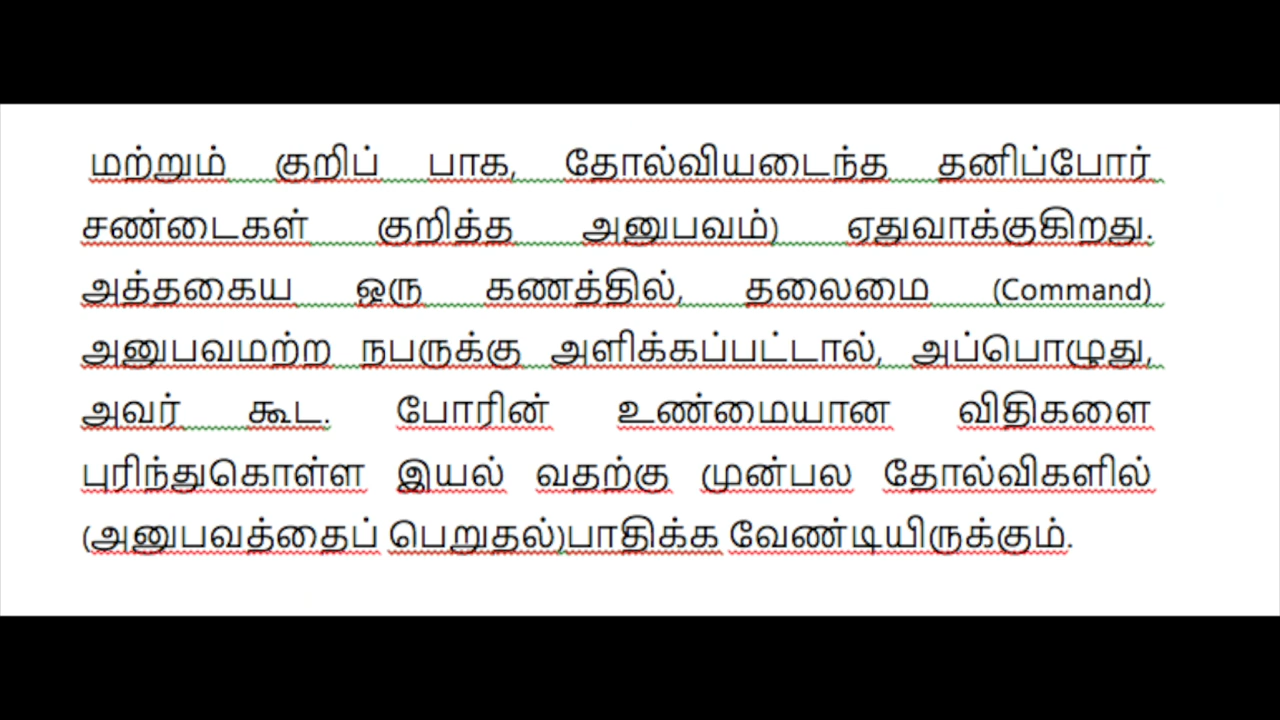 மற்றும் குறிப் பாக, தோல்வியடைந்த தனிப்போர்
சண்டைகள் குறித்த அனுபவம்) ஏதுவாக்குகிறது.
அத்தகைய ஒரு கணத்தில், தலைமை (Command)
அனுபவமற்ற நபருக்கு அளிக்கப்பட்டால், அப்பொழுது,
அவர் கூட. போரின் உண்மையான விதிகளை
புரிந்துகொள்ள இயல் வதற்கு முன்பல தோல்விகளில்
(அனுபவத்தைப் பெறுதல்)பாதிக்க வேண்டியிருக்கும்.